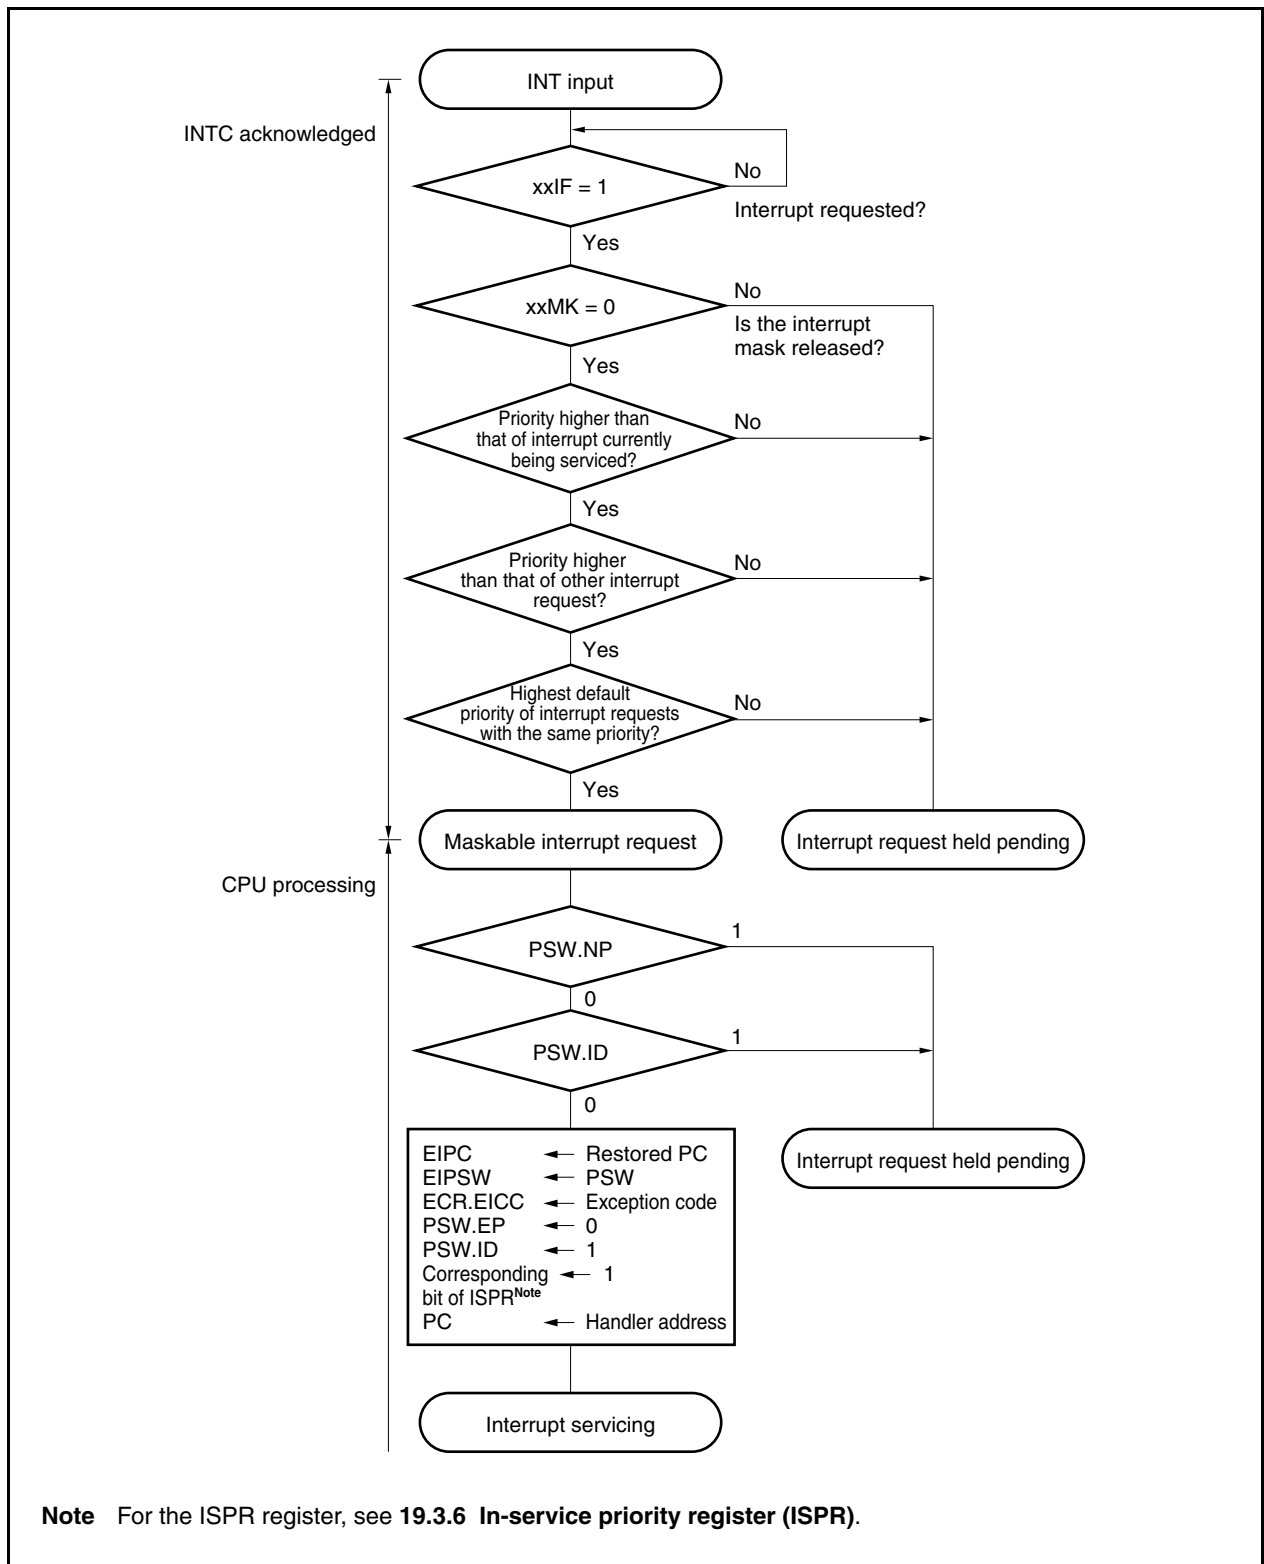 INT input
INTC acknowledged
xxIF = 1
No
Interrupt requested?
Yes
xxMK = 0
No
Is the interrupt
mask released?
Yes
Priority higher than
that of interrupt currently
being serviced?
No
Yes
Priority higher
than that of other interrupt
request?
No
Yes
Highest default
priority of interrupt requests
with the same priority?
No
Yes
Maskable interrupt request
Interrupt request held pending
CPU processing
PSW.NP
1
0
PSW.ID
1
0
EIPC ← Restored PC
EIPSW ← PSW
ECR.EICC ← Exception code
PSW.EP ← 0
PSW.ID ← 1
Corresponding ← 1
bit of ISPRNote
PC ← Handler address
Interrupt request held pending
Interrupt servicing
Note For the ISPR register, see 19.3.6 In-service priority register (ISPR).